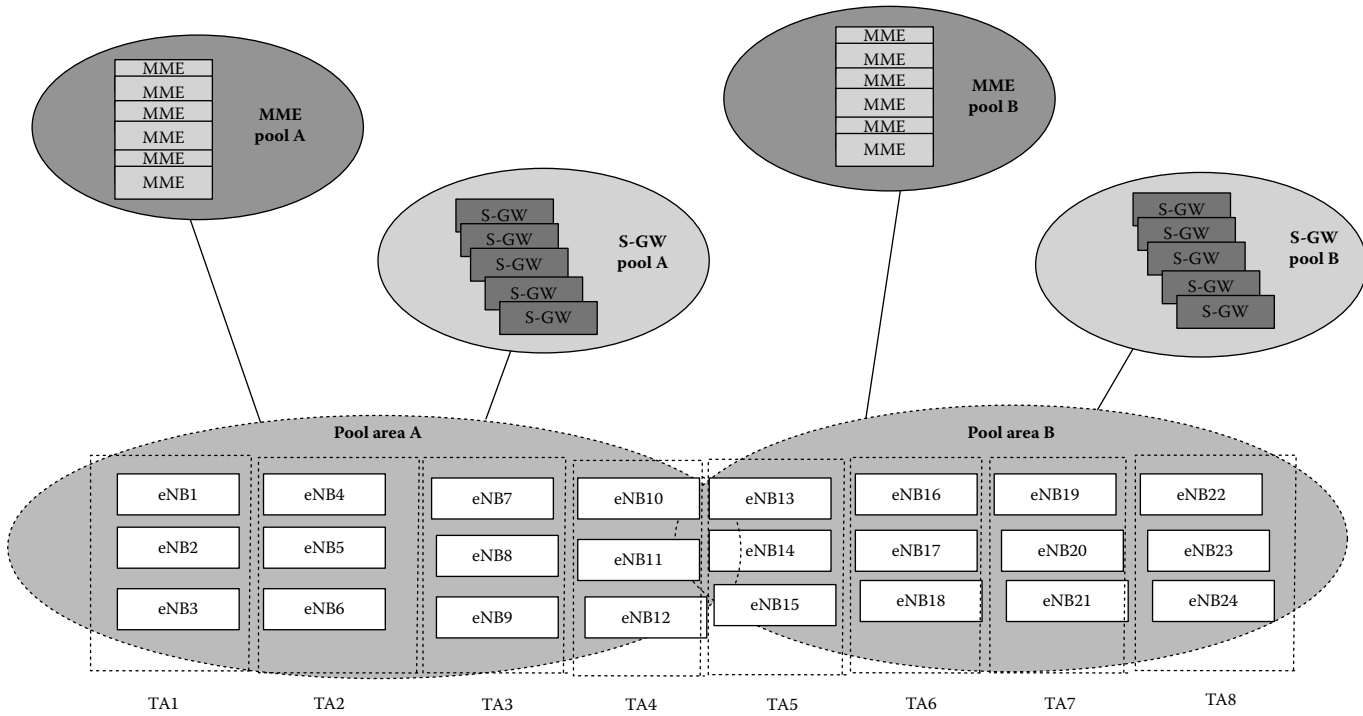 MME
MME
MME
MME
MME
MME
MME
pool A
MME
MME
MME
MME
MME
MME
MME
pool B
S-GW
S-GW
S-GW
S-GW
S-GW
S-GW
pool A
S-GW
S-GW
S-GW
S-GW
S-GW
S-GW
pool B
Pool area A
Pool area B
eNB1
eNB4
eNB7
eNB10
eNB13
eNB16
eNB19
eNB22
eNB2
eNB5
eNB8
eNB11
eNB14
eNB17
eNB20
eNB23
eNB3
eNB6
eNB9
eNB12
eNB15
eNB18
eNB21
eNB24
TA1
TA2
TA3
TA4
TA5
TA6
TA7
TA8